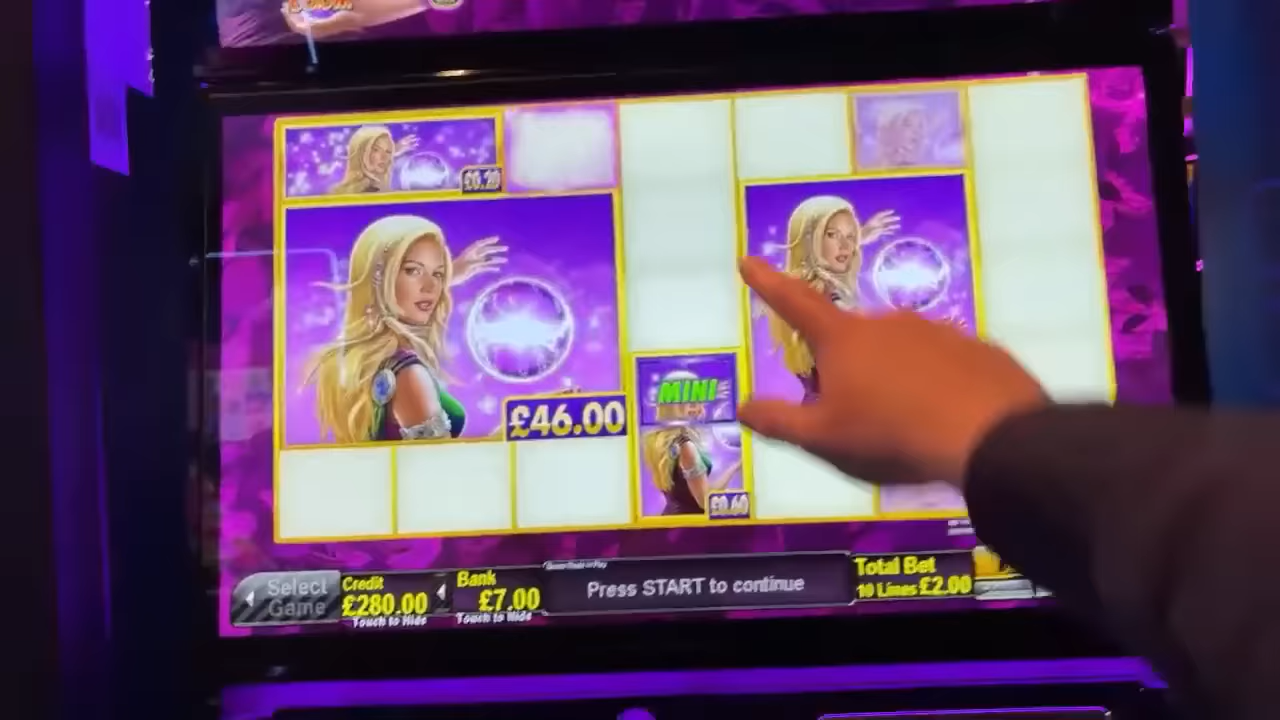 £0.20
£46.00
MINI
£0.60
Select
Game
Credit
£280.00
Touch to Hide
Bank
£7.00
Touch to Hide
Press START to continue
Total Bet
10 Lines £2.00